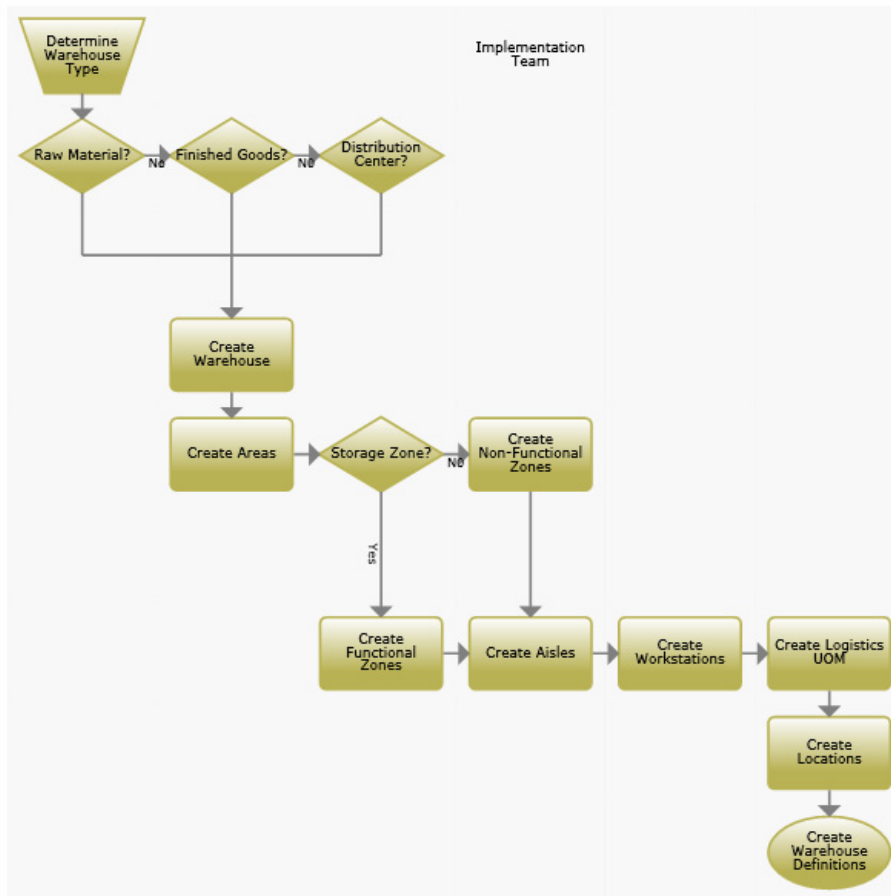 Determine
Warehouse
Type
Implementation
Team
Raw Material?
No
Finished Goods?
No
Distribution
Center?
Create
Warehouse
Create Areas
Storage Zone?
No
Create
Non-Functional
Zones
Yes
Create
Functional
Zones
Create Aisles
Create
Workstations
Create Logistics
UOM
Create
Locations
Create
Warehouse
Definitions